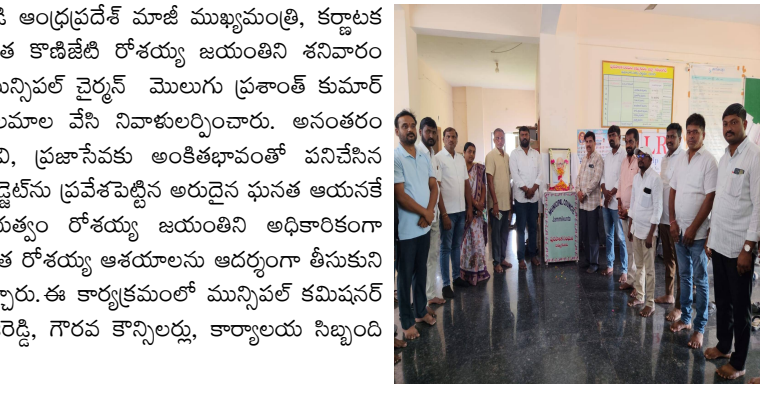 డి ఆంధ్రప్రదేశ్ మాజీ ముఖ్యమంత్రి, కర్ణాటక
త కొణిజేటి రోశయ్య జయంతిని శనివారం
మున్సిపల్ చైర్మన్ మొలుగు ప్రశాంత్ కుమార్
లమాల వేసి నివాళులర్పించారు. అనంతరం
వి, ప్రజాసేవకు అంకితభావంతో పనిచేసిన
డ్జెట్‌ను ప్రవేశపెట్టిన అరుదైన ఘనత ఆయనకే
రోశయ్య జయంతిని అధికారికంగా
త రోశయ్య ఆశయాలను ఆదర్శంగా తీసుకుని
చ్చారు.ఈ కార్యక్రమంలో మున్సిపల్ కమిషనర్
రెడ్డి, గౌరవ కౌన్సిలర్లు, కార్యాలయ సిబ్బంది